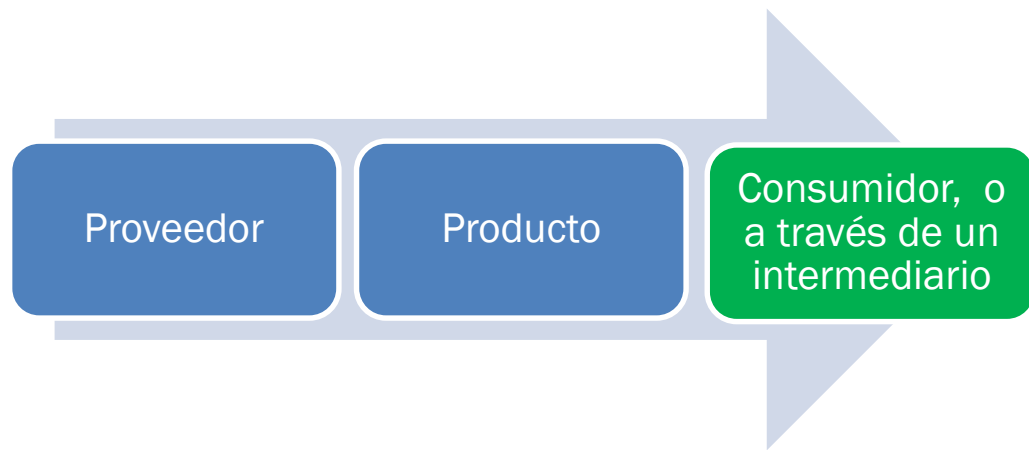 Proveedor
Producto
Consumidor, o
a través de un
intermediario